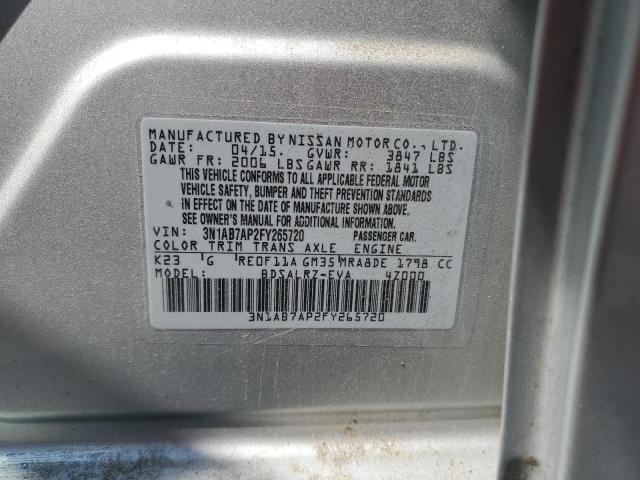 MANUFACTURED BY NISSAN MOTOR CO., LTD.
DATE: 04/15. GVWR: 3847 LBS
GAWR FR: 2006 LBS GAWR RR: 1841 LBS
THIS VEHICLE CONFORMS TO ALL APPLICABLE FEDERAL MOTOR
VEHICLE SAFETY, BUMPER AND THEFT PREVENTION STANDARDS
IN EFFECT ON THE DATE OF MANUFACTURE SHOWN ABOVE.
SEE OWNER'S MANUAL FOR ADDITIONAL INFORMATION.
VIN: 3N1AB7AP2FY265720 PASSENGER CAR.
COLOR TRIM TRANS AXLE ENGINE
K23 G RE0F11A GM35 MRA8DE 1798 CC
MODEL: BDSALRZ-EVA 4Z000
3N1AB7AP2FY265720